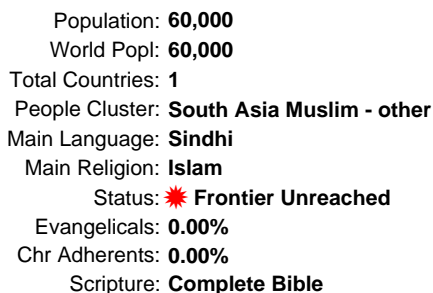 Population: 60,000
World Popl: 60,000
Total Countries: 1
People Cluster: South Asia Muslim - other
Main Language: Sindhi
Main Religion: Islam
Status: Frontier Unreached
Evangelicals: 0.00%
Chr Adherents: 0.00%
Scripture: Complete Bible